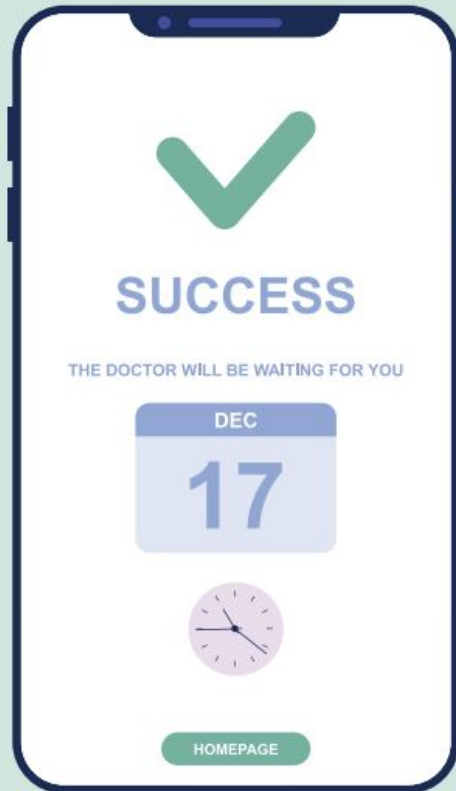 SUCCESS
THE DOCTOR WILL BE WAITING FOR YOU
DEC
17
HOMEPAGE